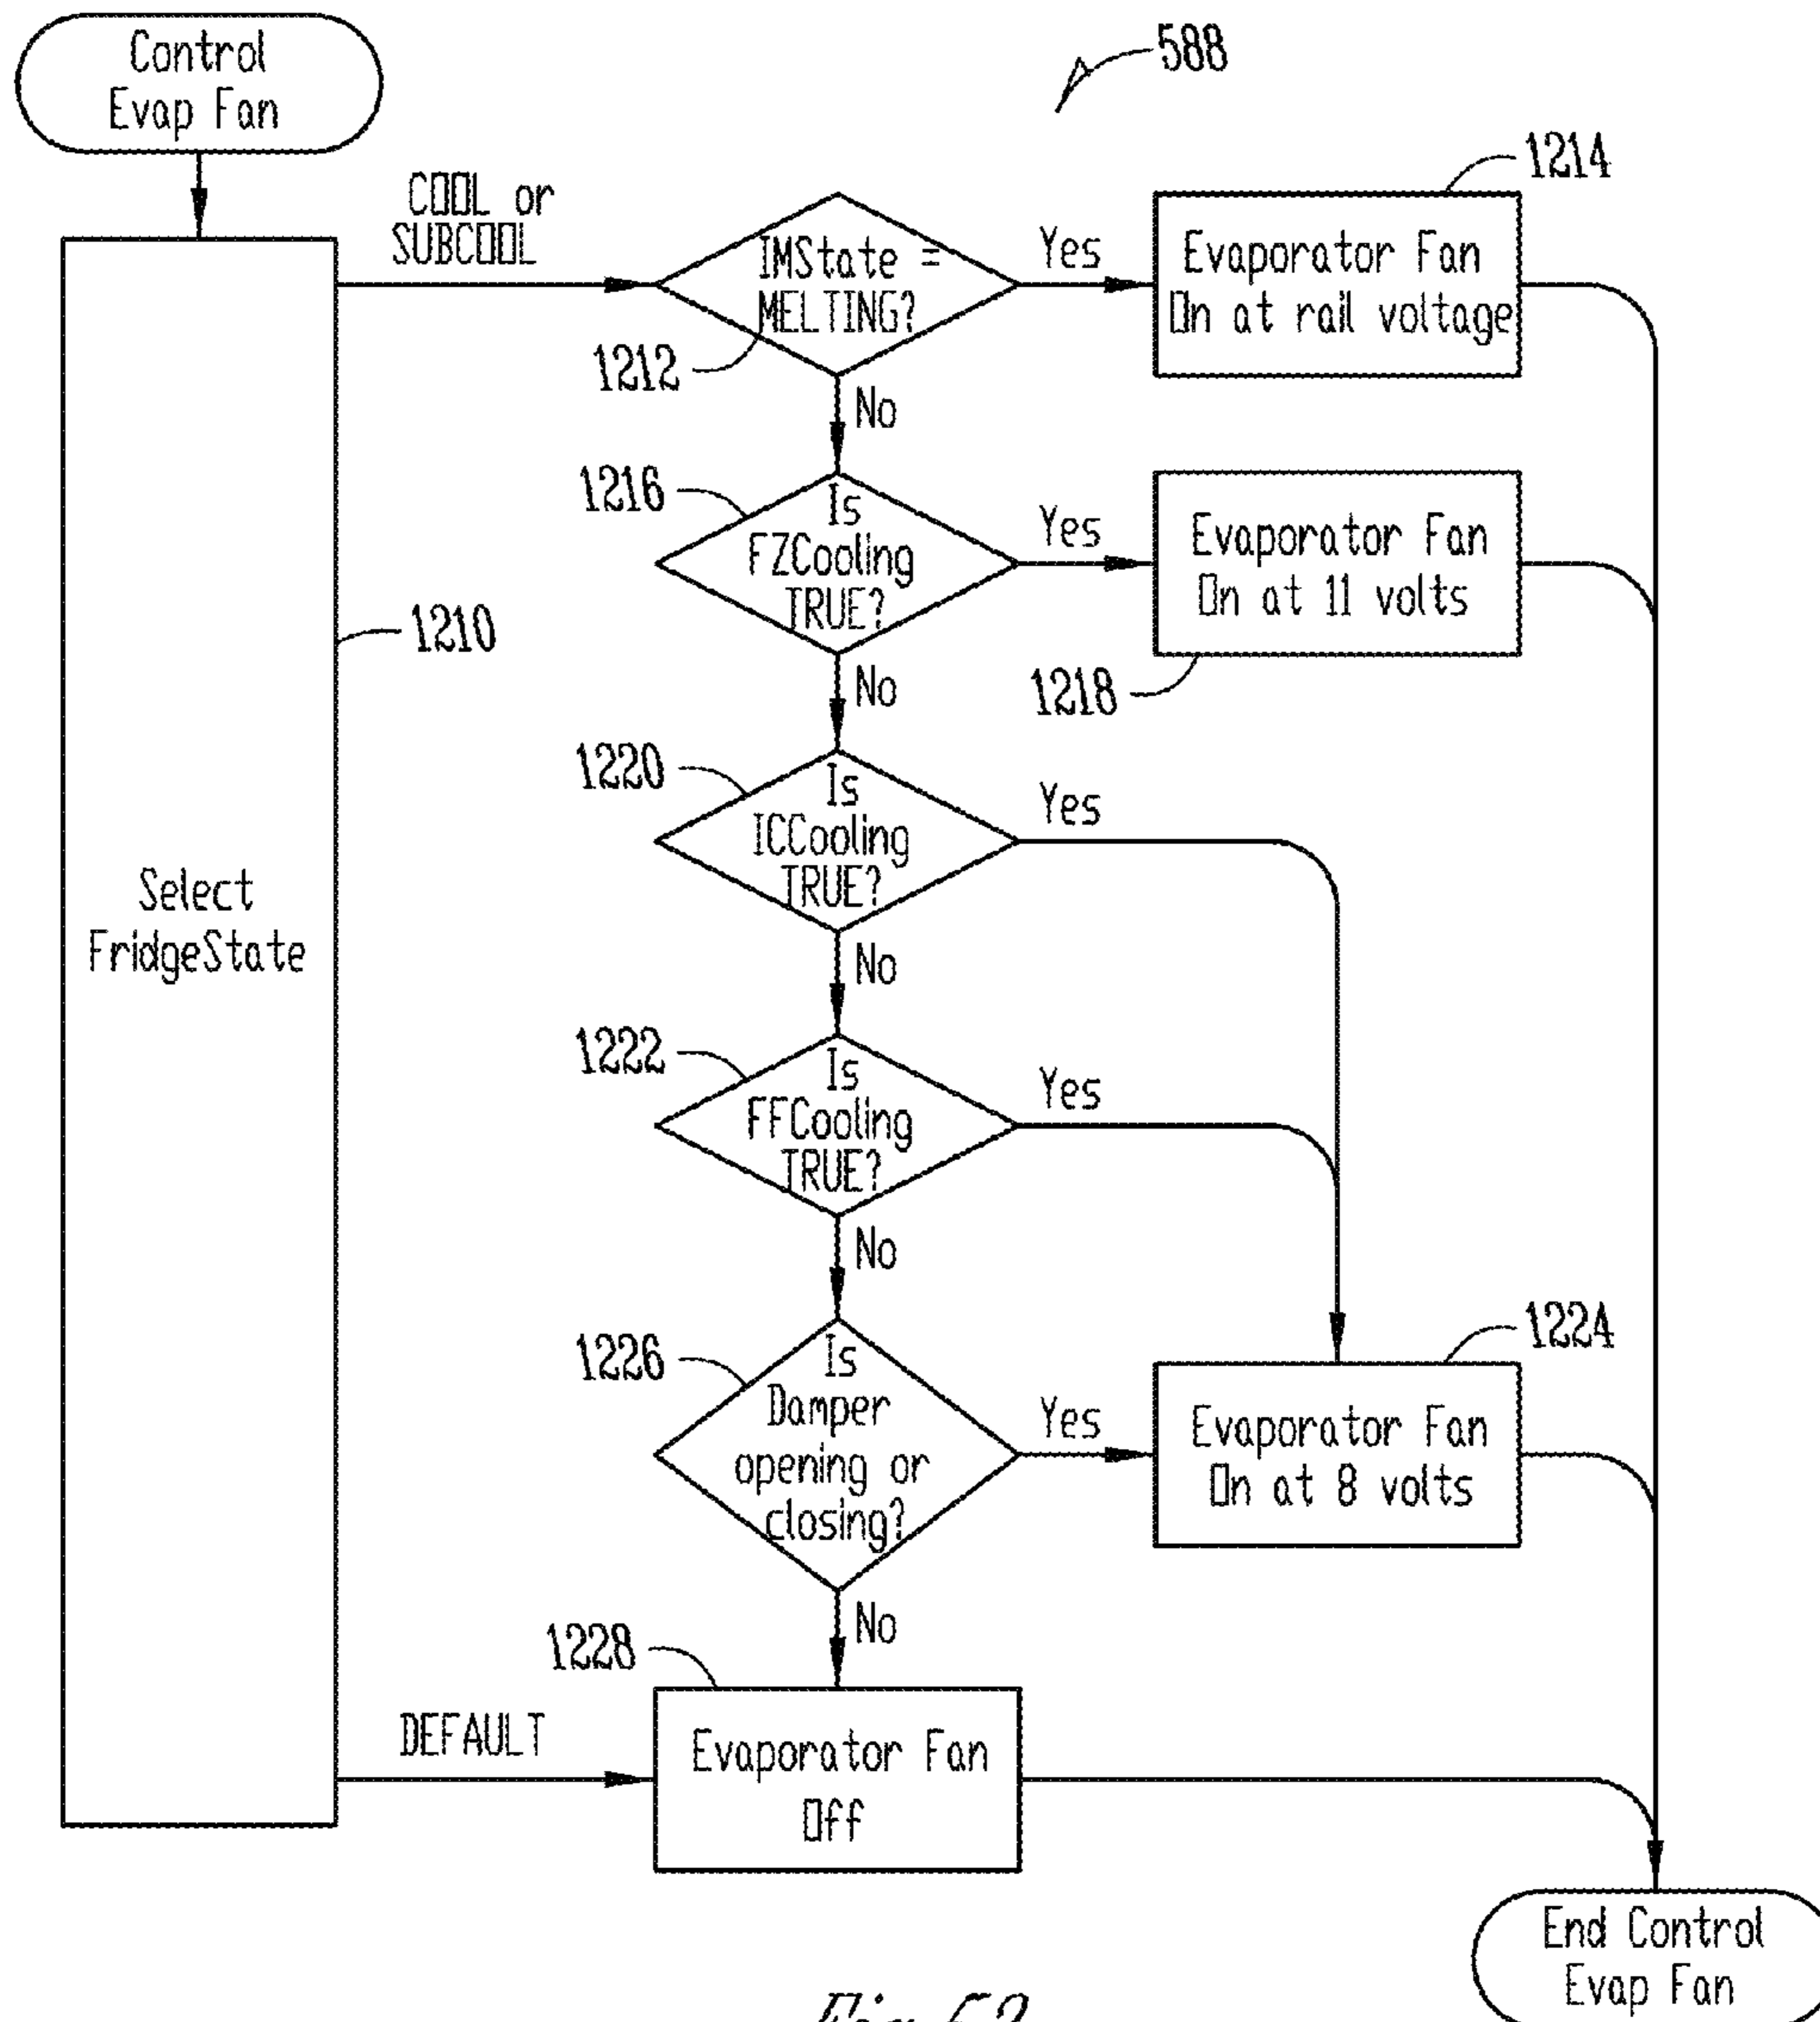 Control
Evap Fan
588
COOL or
SUBCOOL
IMState =
MELTING?
1212
Yes
Evaporator Fan
On at rail voltage
1214
No
1216
Is
FZCooling
TRUE?
Yes
Evaporator Fan
On at 11 volts
1218
1210
No
1220
Is
ICCooling
TRUE?
Yes
Select
FridgeState
No
1222
Is
FFCooling
TRUE?
Yes
No
1226
Is
Damper
opening or
closing?
Yes
1224
Evaporator Fan
On at 8 volts
No
1228
DEFAULT
Evaporator Fan
Off
End Control
Evap Fan